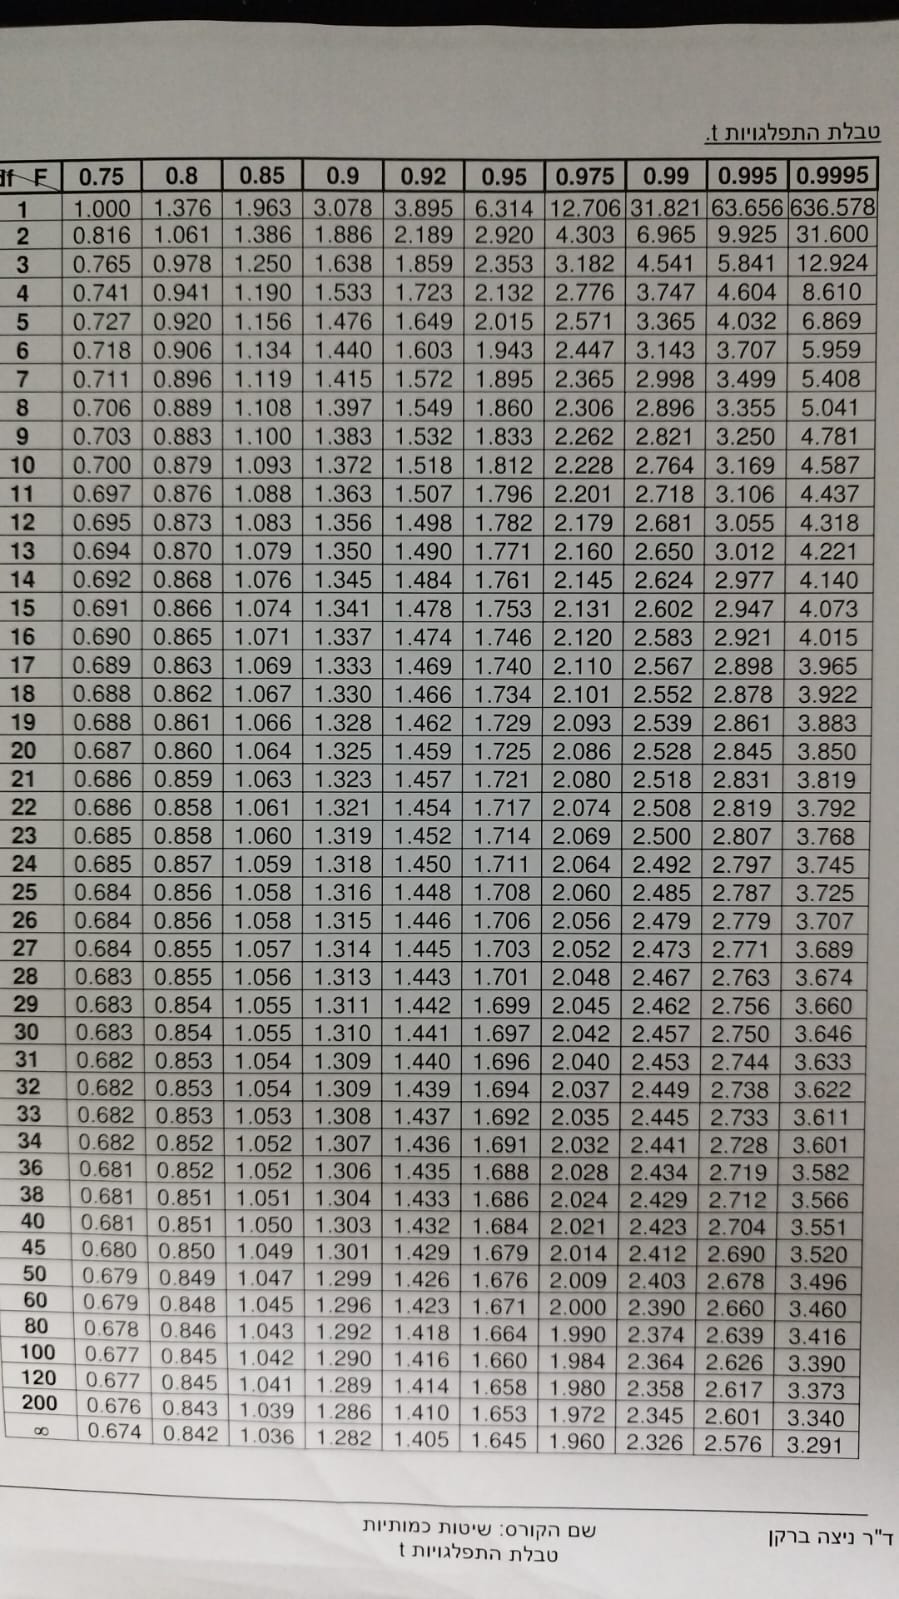 טבלת התפלגויות t.
df F 0.75 0.8 0.85 0.9 0.92 0.95 0.975 0.99 0.995 0.9995
1 1.000 1.376 1.963 3.078 3.895 6.314 12.706 31.821 63.656 636.578
2 0.816 1.061 1.386 1.886 2.189 2.920 4.303 6.965 9.925 31.600
3 0.765 0.978 1.250 1.638 1.859 2.353 3.182 4.541 5.841 12.924
4 0.741 0.941 1.190 1.533 1.723 2.132 2.776 3.747 4.604 8.610
5 0.727 0.920 1.156 1.476 1.649 2.015 2.571 3.365 4.032 6.869
6 0.718 0.906 1.134 1.440 1.603 1.943 2.447 3.143 3.707 5.959
7 0.711 0.896 1.119 1.415 1.572 1.895 2.365 2.998 3.499 5.408
8 0.706 0.889 1.108 1.397 1.549 1.860 2.306 2.896 3.355 5.041
9 0.703 0.883 1.100 1.383 1.532 1.833 2.262 2.821 3.250 4.781
10 0.700 0.879 1.093 1.372 1.518 1.812 2.228 2.764 3.169 4.587
11 0.697 0.876 1.088 1.363 1.507 1.796 2.201 2.718 3.106 4.437
12 0.695 0.873 1.083 1.356 1.498 1.782 2.179 2.681 3.055 4.318
13 0.694 0.870 1.079 1.350 1.490 1.771 2.160 2.650 3.012 4.221
14 0.692 0.868 1.076 1.345 1.484 1.761 2.145 2.624 2.977 4.140
15 0.691 0.866 1.074 1.341 1.478 1.753 2.131 2.602 2.947 4.073
16 0.690 0.865 1.071 1.337 1.474 1.746 2.120 2.583 2.921 4.015
17 0.689 0.863 1.069 1.333 1.469 1.740 2.110 2.567 2.898 3.965
18 0.688 0.862 1.067 1.330 1.466 1.734 2.101 2.552 2.878 3.922
19 0.688 0.861 1.066 1.328 1.462 1.729 2.093 2.539 2.861 3.883
20 0.687 0.860 1.064 1.325 1.459 1.725 2.086 2.528 2.845 3.850
21 0.686 0.859 1.063 1.323 1.457 1.721 2.080 2.518 2.831 3.819
22 0.686 0.858 1.061 1.321 1.454 1.717 2.074 2.508 2.819 3.792
23 0.685 0.858 1.060 1.319 1.452 1.714 2.069 2.500 2.807 3.768
24 0.685 0.857 1.059 1.318 1.450 1.711 2.064 2.492 2.797 3.745
25 0.684 0.856 1.058 1.316 1.448 1.708 2.060 2.485 2.787 3.725
26 0.684 0.856 1.058 1.315 1.446 1.706 2.056 2.479 2.779 3.707
27 0.684 0.855 1.057 1.314 1.445 1.703 2.052 2.473 2.771 3.689
28 0.683 0.855 1.056 1.313 1.443 1.701 2.048 2.467 2.763 3.674
29 0.683 0.854 1.055 1.311 1.442 1.699 2.045 2.462 2.756 3.660
30 0.683 0.854 1.055 1.310 1.441 1.697 2.042 2.457 2.750 3.646
31 0.682 0.853 1.054 1.309 1.440 1.696 2.040 2.453 2.744 3.633
32 0.682 0.853 1.054 1.309 1.439 1.694 2.037 2.449 2.738 3.622
33 0.682 0.853 1.053 1.308 1.437 1.692 2.035 2.445 2.733 3.611
34 0.682 0.852 1.052 1.307 1.436 1.691 2.032 2.441 2.728 3.601
36 0.681 0.852 1.052 1.306 1.435 1.688 2.028 2.434 2.719 3.582
38 0.681 0.851 1.051 1.304 1.433 1.686 2.024 2.429 2.712 3.566
40 0.681 0.851 1.050 1.303 1.432 1.684 2.021 2.423 2.704 3.551
45 0.680 0.850 1.049 1.301 1.429 1.679 2.014 2.412 2.690 3.520
50 0.679 0.849 1.047 1.299 1.426 1.676 2.009 2.403 2.678 3.496
60 0.679 0.848 1.045 1.296 1.423 1.671 2.000 2.390 2.660 3.460
80 0.678 0.846 1.043 1.292 1.418 1.664 1.990 2.374 2.639 3.416
100 0.677 0.845 1.042 1.290 1.416 1.660 1.984 2.364 2.626 3.390
120 0.677 0.845 1.041 1.289 1.414 1.658 1.980 2.358 2.617 3.373
200 0.676 0.843 1.039 1.286 1.410 1.653 1.972 2.345 2.601 3.340
∞ 0.674 0.842 1.036 1.282 1.405 1.645 1.960 2.326 2.576 3.291
ד"ר ניצה ברקן
שם הקורס: שיטות כמותיות
טבלת התפלגויות t